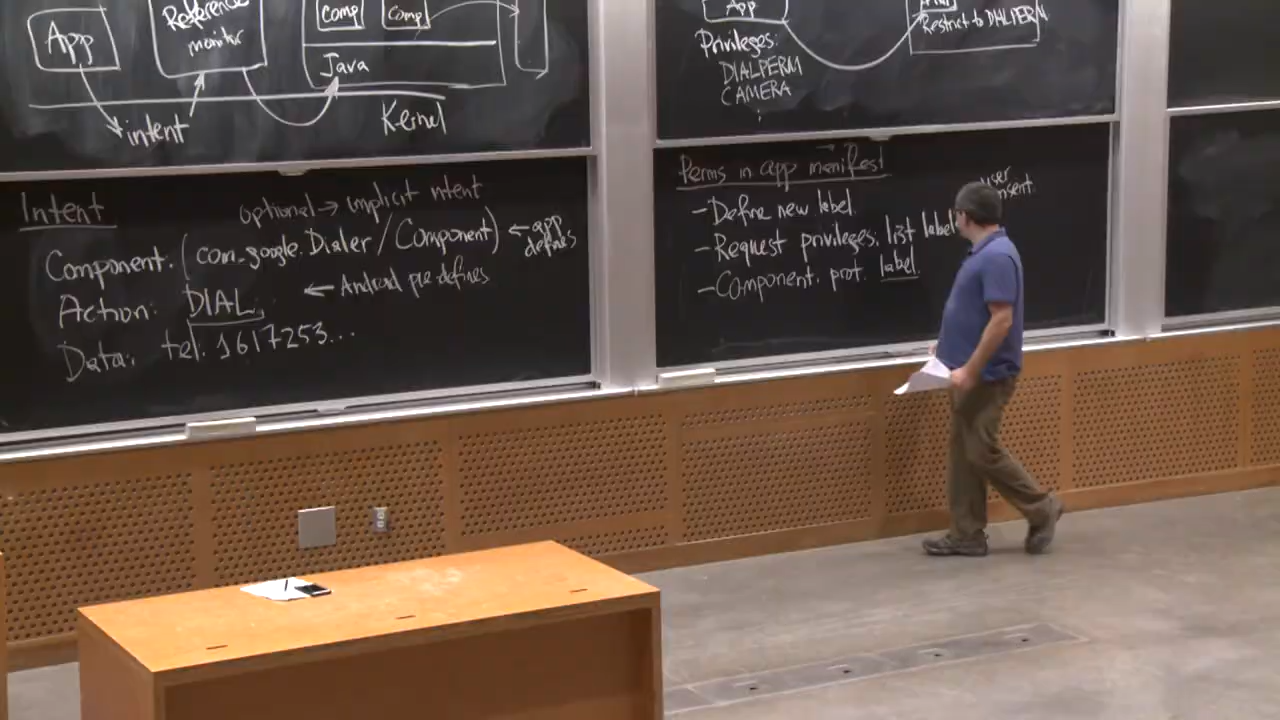 App
Reference
monitor
Comp
Comp
Java
intent
Kernel
App
Privileges:
DIALPERM
CAMERA
Restrict to DIALPERM
Intent
optional → implicit intent
Component: (com.google.Dialer/Component) ← app defines
Action: DIAL ← Android pre-defines
Data: tel: 1617253...
Perms in app manifest
- Define new label
- Request privileges: list label
- Component: prot. label
user